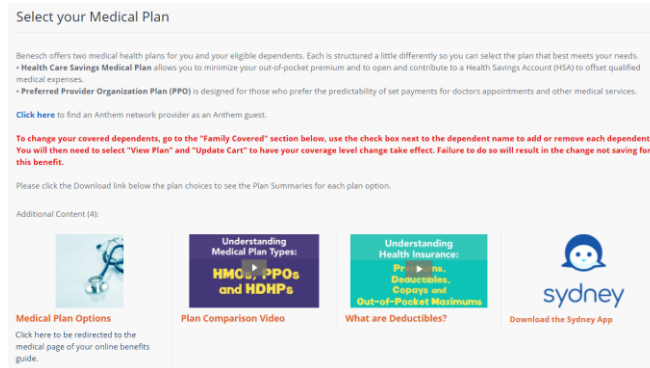 Select your Medical Plan
Benesch offers two medical health plans for you and your eligible dependents. Each is structured a little differently so you can select the plan that best meets your needs.
• Health Care Savings Medical Plan allows you to minimize your out-of-pocket premium and to open and contribute to a Health Savings Account (HSA) to offset qualified
medical expenses.
• Preferred Provider Organization Plan (PPO) is designed for those who prefer the predictability of set payments for doctors appointments and other medical services.
Click here to find an Anthem network provider as an Anthem guest.
To change your covered dependents, go to the "Family Covered" section below, use the check box next to the dependent name to add or remove each dependent
You will then need to select "View Plan" and "Update Cart" to have your coverage level change take effect. Failure to do so will result in the change not saving for
this benefit.
Please click the Download link below the plan choices to see the Plan Summaries for each plan option.
Additional Content (4):
Understanding
Medical Plan Types:
HMOs, PPOs
and HDHPs
Understanding
Health Insurance:
Deductibles,
Copays and
Out-of-Pocket Maximums
sydney
Medical Plan Options
Plan Comparison Video
What are Deductibles?
Download the Sydney App
Click here to be redirected to the
medical page of your online benefits
guide.